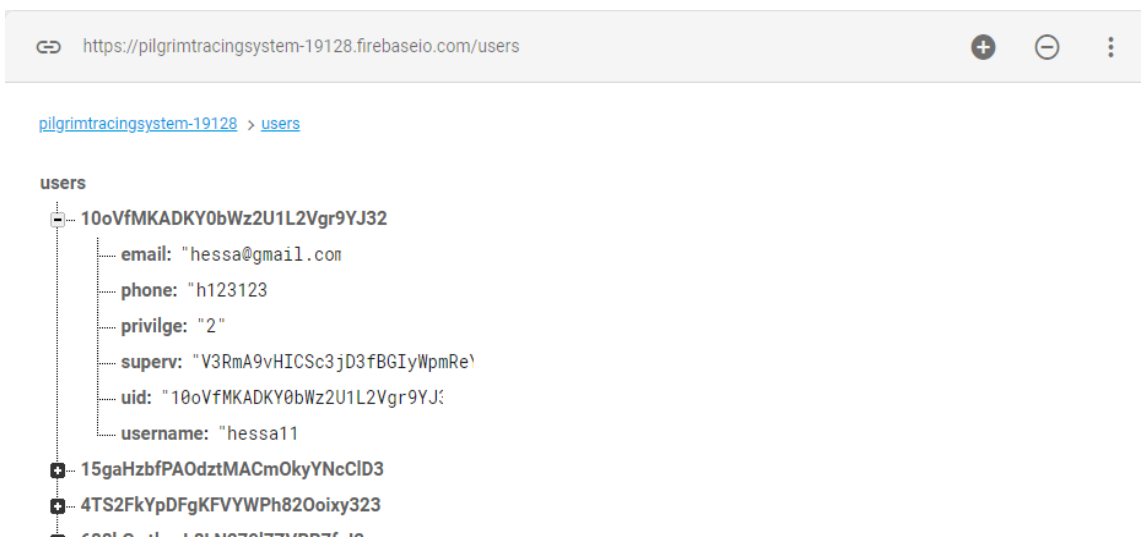 https://pilgrimtracingsystem-19128.firebaseio.com/users
pilgrimtracingsystem-19128 > users
users
10oVfMKADKY0bWz2U1L2Vgr9YJ32
email: "hessa@gmail.com
phone: "h123123
privilge: "2"
superv: "V3RmA9vHICSc3jD3fBGIyWpmRe
uid: "10oVfMKADKY0bWz2U1L2Vgr9YJ3
username: "hessa11
15gaHzbfPAOdztMACmOkyYNcClD3
4TS2FkYpDFgKFVYWPh82Ooixy323